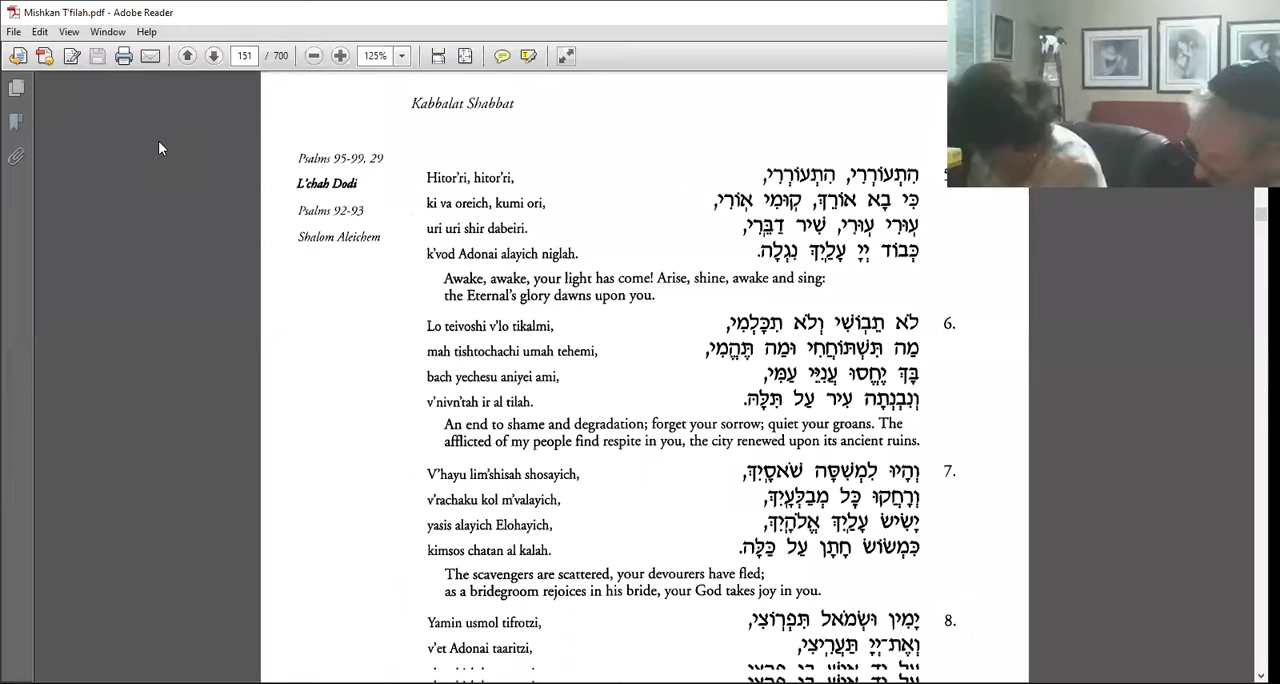 Mishkan T'filah.pdf - Adobe Reader
File Edit View Window Help
151 / 700 125%
Kabbalat Shabbat
Psalms 95-99, 29
L'chah Dodi
Psalms 92-93
Shalom Aleichem
Hitor'ri, hitor'ri,
הִתְעוֹרְרִי, הִתְעוֹרְרִי,
ki va oreich, kumi ori,
כִּי בָא אוֹרֵךְ, קוּמִי אֽוֹרִי,
uri uri shir dabeiri.
עֽוּרִי עֽוּרִי, שִׁיר דַּבֵּֽרִי,
k'vod Adonai alayich niglah.
כְּבוֹד יְיָ עָלַֽיִךְ נִגְלָה.
Awake, awake, your light has come! Arise, shine, awake and sing:
the Eternal's glory dawns upon you.
Lo teivoshi v'lo tikalmi,
לֹא תֵבֽוֹשִׁי וְלֹא תִכָּלְמִי, 6.
mah tishtochachi umah tehemi,
מַה תִּשְׁתּוֹחֲחִי וּמַה תֶּהֱמִי,
bach yechesu aniyei ami,
בָּךְ יֶחֱסוּ עֲנִיֵּי עַמִּי,
v'nivn'tah ir al tilah.
וְנִבְנְתָה עִיר עַל תִּלָּהּ.
An end to shame and degradation; forget your sorrow; quiet your groans. The
afflicted of my people find respite in you, the city renewed upon its ancient ruins.
V'hayu lim'shisah shosayich,
וְהָיוּ לִמְשִׁסָּה שֹׁאסָֽיִךְ, 7.
v'rachaku kol m'valayich,
וְרָחֲקוּ כָּל מְבַלְּעָֽיִךְ,
yasis alayich Elohayich,
יָשִׂישׂ עָלַֽיִךְ אֱלֹהָֽיִךְ,
kimsos chatan al kalah.
כִּמְשׂוֹשׂ חָתָן עַל כַּלָּה.
The scavengers are scattered, your devourers have fled;
as a bridegroom rejoices in his bride, your God takes joy in you.
Yamin usmol tifrotzi,
יָמִין וּשְׂמֹאל תִּפְרֽוֹצִי, 8.
v'et Adonai taaritzi,
וְאֶת־יְיָ תַּעֲרִֽיצִי,